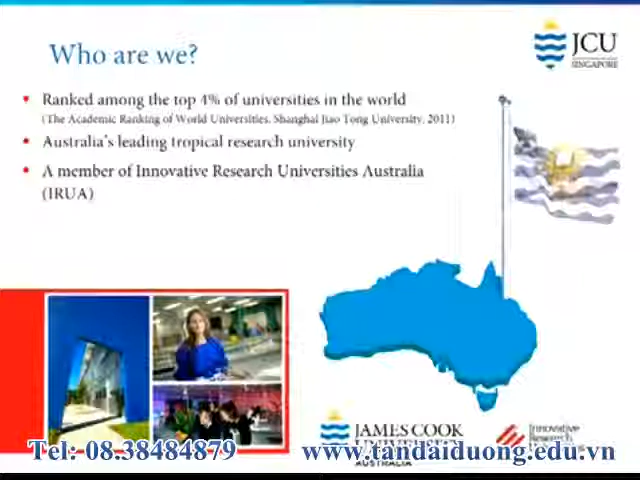 Who are we?
JCU
SINGAPORE
Ranked among the top 4% of universities in the world
(The Academic Ranking of World Universities, Shanghai Jiao Tong University, 2011)
Australia's leading tropical research university
A member of Innovative Research Universities Australia
(IRUA)
JAMES COOK
UNIVERSITY
AUSTRALIA
Innovative
Research
Tel: 08.38484879
www.tandaiduong.edu.vn